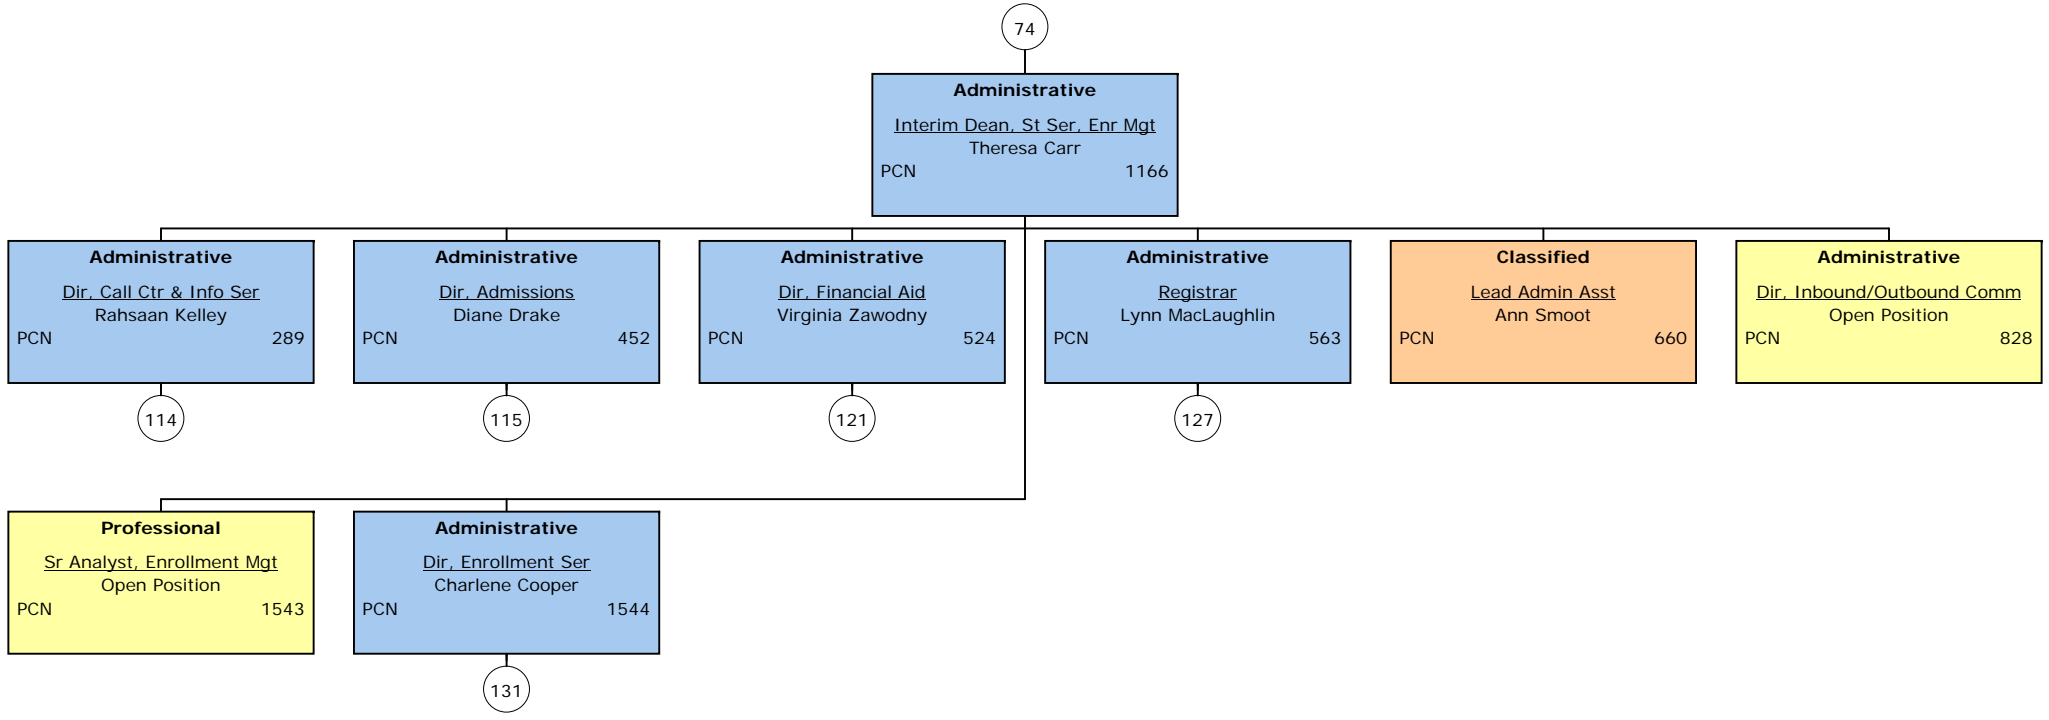 74
Administrative
Interim Dean, St Ser, Enr Mgt
Theresa Carr
PCN 1166
Administrative
Dir, Call Ctr & Info Ser
Rahsaan Kelley
PCN 289
114
Administrative
Dir, Admissions
Diane Drake
PCN 452
115
Administrative
Dir, Financial Aid
Virginia Zawodny
PCN 524
121
Administrative
Registrar
Lynn MacLaughlin
PCN 563
127
Classified
Lead Admin Asst
Ann Smoot
PCN 660
Administrative
Dir, Inbound/Outbound Comm
Open Position
PCN 828
Professional
Sr Analyst, Enrollment Mgt
Open Position
PCN 1543
Administrative
Dir, Enrollment Ser
Charlene Cooper
PCN 1544
131